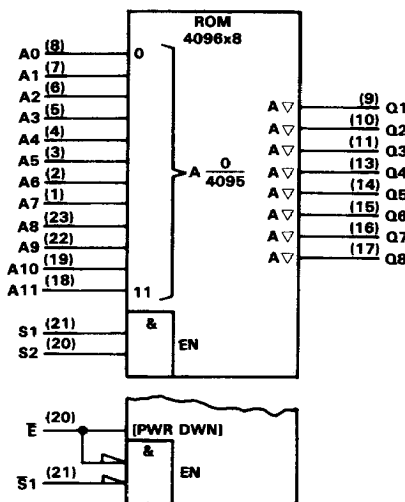 ROM
4096x8
A0 (8) 0
A1 (7)
A2 (6)
A3 (5)
A4 (4)
A5 (3)
A6 (2)
A7 (1)
A8 (23)
A9 (22)
A10 (19)
A11 (18) 11
A 0
4095
A ▽ (9) Q1
A ▽ (10) Q2
A ▽ (11) Q3
A ▽ (13) Q4
A ▽ (14) Q5
A ▽ (15) Q6
A ▽ (16) Q7
A ▽ (17) Q8
&
S1 (21)
S2 (20)
EN
E̅ (20) [PWR DWN]
&
EN
S̅1 (21)